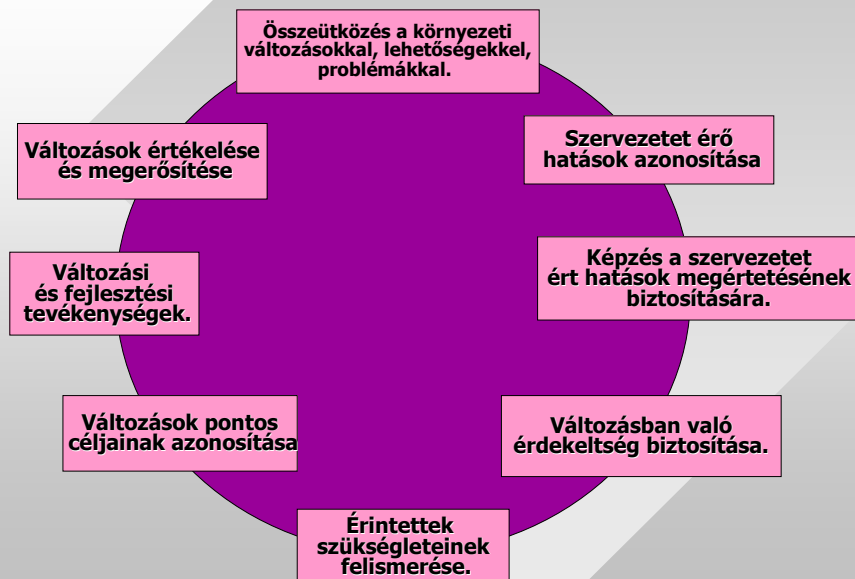 Összeütközés a környezeti
változásokkal, lehetőségekkel,
problémákkal.
Szervezetet érő
hatások azonosítása
Képzés a szervezetet
ért hatások megértetésének
biztosítására.
Változásban való
érdekeltség biztosítása.
Érintettek
szükségleteinek
felismerése.
Változások pontos
céljainak azonosítása
Változási
és fejlesztési
tevékenységek.
Változások értékelése
és megerősítése